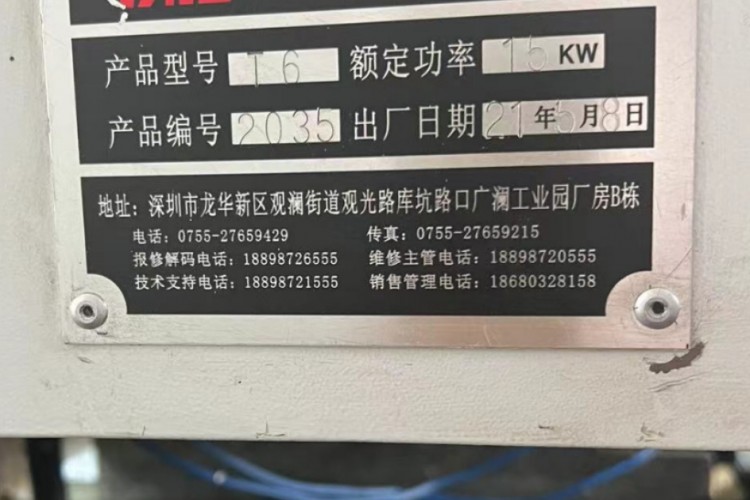 产品型号 T6 额定功率 15 KW
产品编号 2035 出厂日期 21年5月8日
地址: 深圳市龙华新区观澜街道观光路库坑路口广澜工业园厂房B栋
电话: 0755-27659429 传真: 0755-27659215
报修解码电话: 18898726555 维修主管电话: 18898720555
技术支持电话: 18898721555 销售管理电话: 18680328158